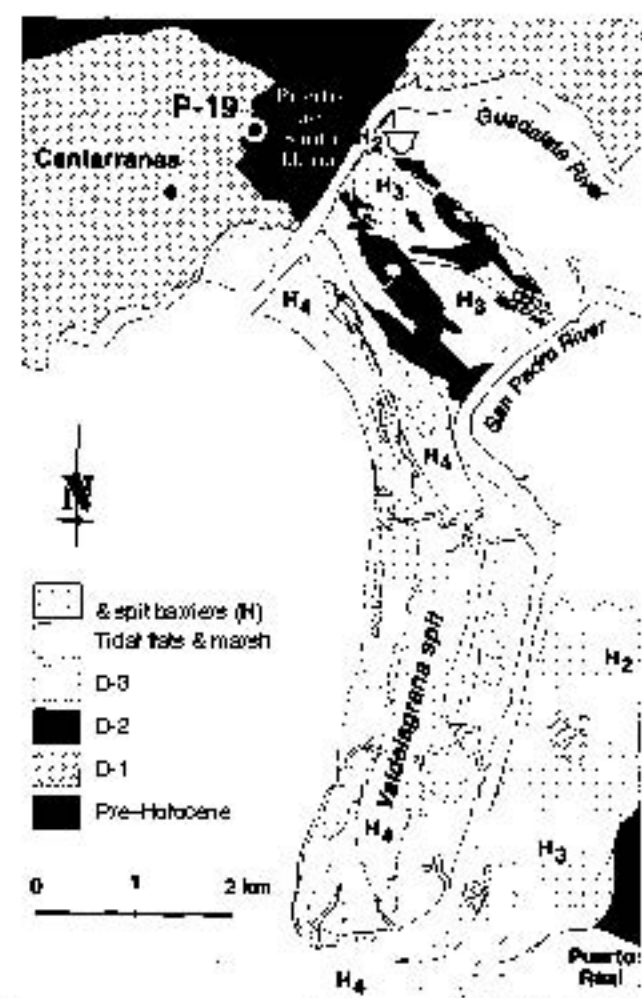 P-19
Puerto
de
Santa
Maria
Cantarranas
Guadalete River
H2
H3
H4
H3
San Pedro River
H4
N
& spit barriers (H)
Tidal flats & marsh
D-3
D-2
D-1
Pre-Holocene
Valdelagrana spit
H2
H4
H3
0 1 2 km
Puerto
Real
H4